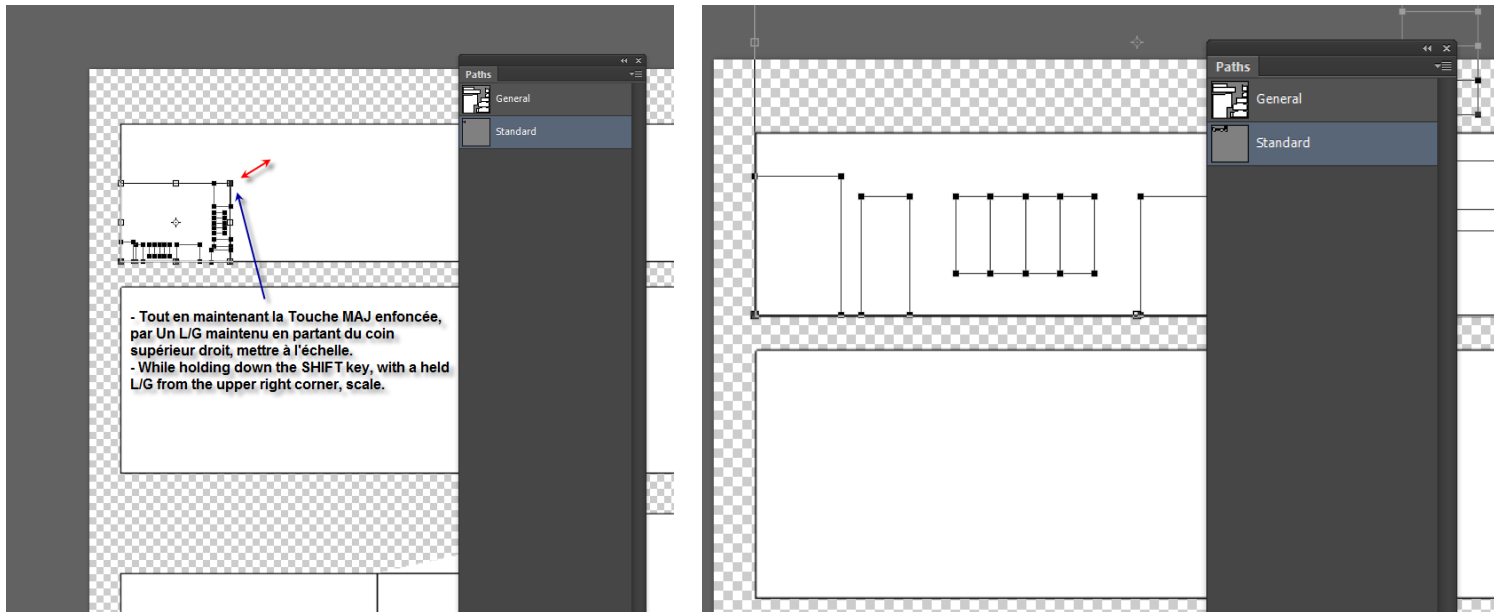 Paths
General
Standard
- Tout en maintenant la Touche MAJ enfoncée,
par Un L/G maintenu en partant du coin
supérieur droit, mettre à l'échelle.
- While holding down the SHIFT key, with a held
L/G from the upper right corner, scale.
Paths
General
Standard